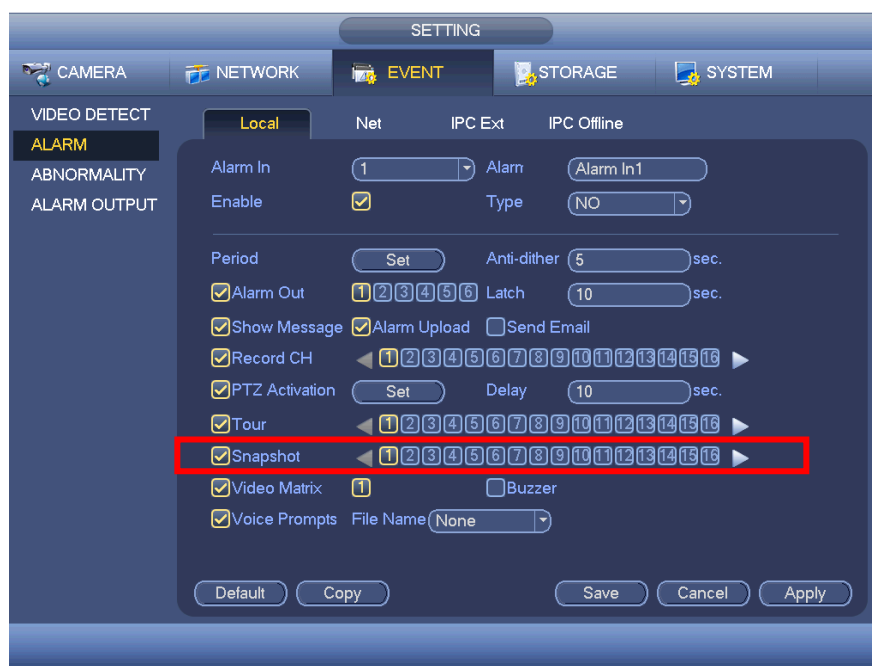 SETTING
CAMERA NETWORK EVENT STORAGE SYSTEM
VIDEO DETECT
ALARM
ABNORMALITY
ALARM OUTPUT
Local Net IPC Ext IPC Offline
Alarm In 1 Alarm Alarm In1
Enable Type NO
Period Set Anti-dither 5 sec.
Alarm Out 1 2 3 4 5 6 Latch 10 sec.
Show Message Alarm Upload Send Email
Record CH 1 2 3 4 5 6 7 8 9 10 11 12 13 14 15 16
PTZ Activation Set Delay 10 sec.
Tour 1 2 3 4 5 6 7 8 9 10 11 12 13 14 15 16
Snapshot 1 2 3 4 5 6 7 8 9 10 11 12 13 14 15 16
Video Matrix 1 Buzzer
Voice Prompts File Name None
Default Copy Save Cancel Apply